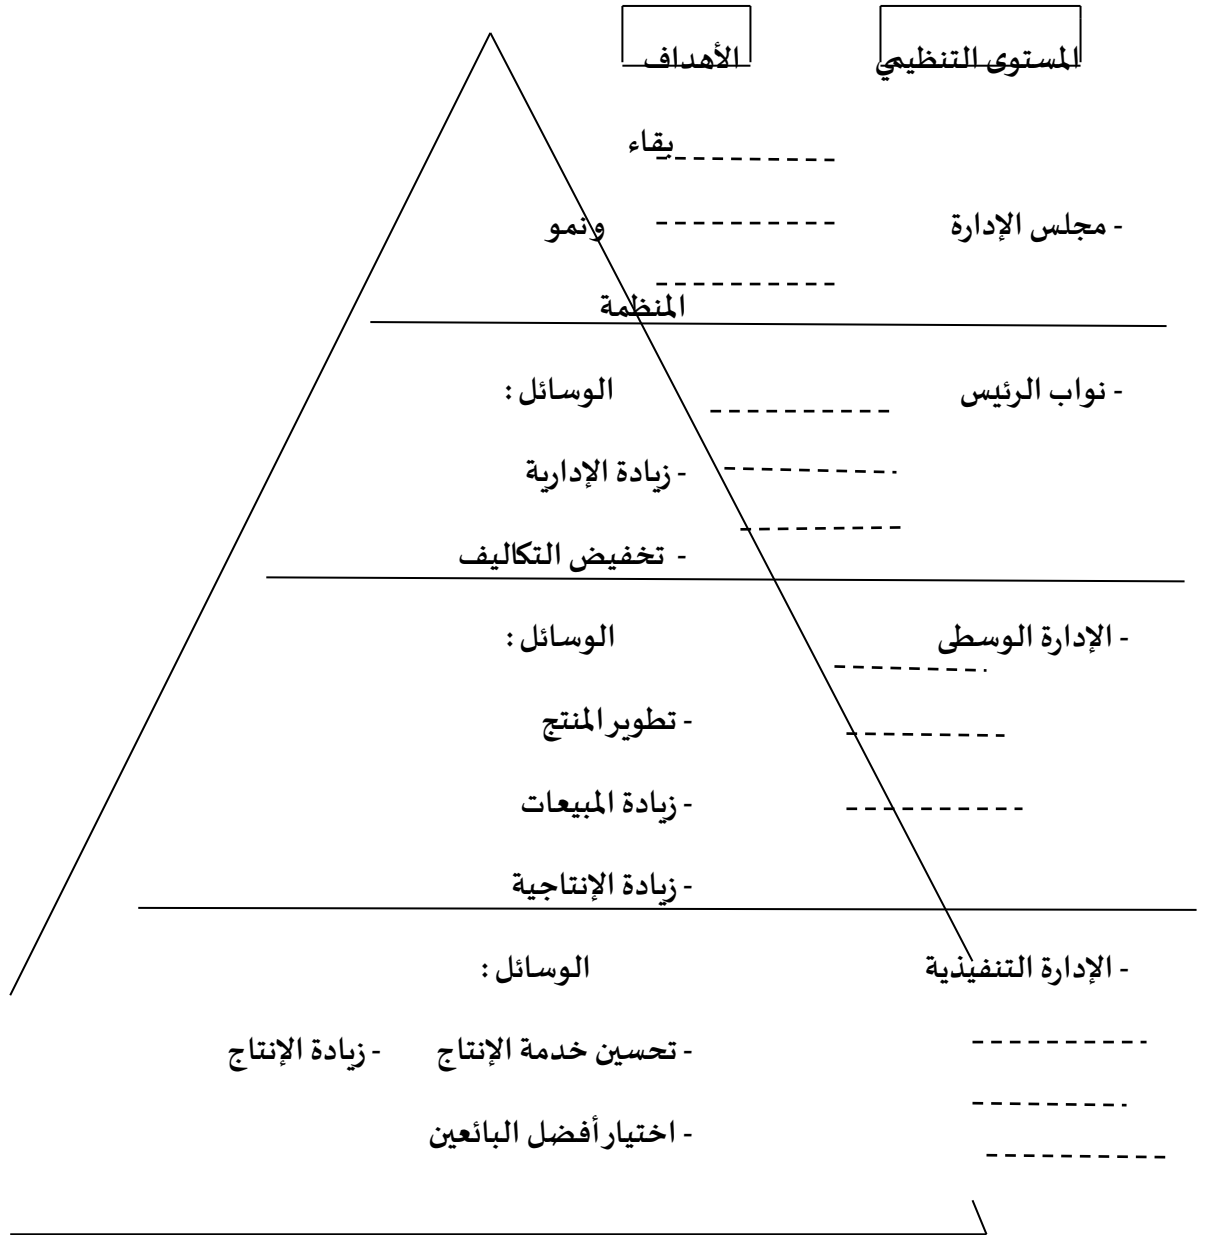 المستوى التنظيمي الأهداف
بقاء
- مجلس الإدارة ونمو
المنظمة
- نواب الرئيس الوسائل :
- زيادة الإدارية
- تخفيض التكاليف
- الإدارة الوسطى الوسائل :
- تطوير المنتج
- زيادة المبيعات
- زيادة الإنتاجية
- الإدارة التنفيذية الوسائل :
- تحسين خدمة الإنتاج - زيادة الإنتاج
- اختيار أفضل البائعين